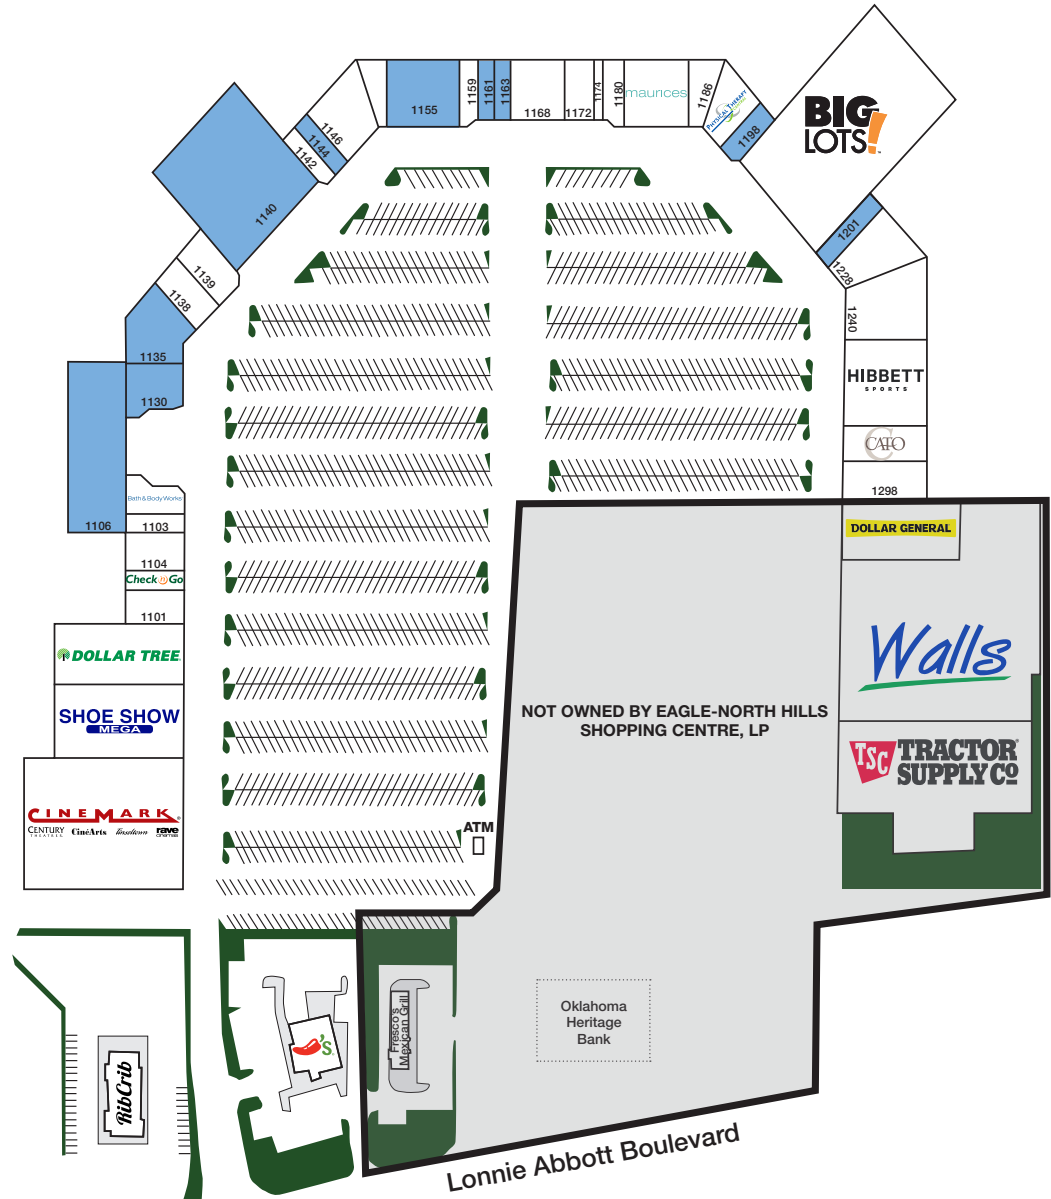 1155
1159
1161
1163
1168
1172
1174
1180
maurices
1186
PHYSICAL THERAPY
1198
BIG
LOTS!
1146
1144
1142
1140
1201
1228
1139
1138
1240
1135
1130
HIBBETT
SPORTS
C
CATO
1298
Bath & Body Works
1106
1103
1104
Check n Go
1101
DOLLAR GENERAL
DOLLAR TREE
Walls
SHOE SHOW
MEGA
NOT OWNED BY EAGLE-NORTH HILLS
SHOPPING CENTRE, LP
TSC TRACTOR
SUPPLY CO
CINEMARK®
CENTURY
THEATRES
CinéArts
Tinseltown
rave
cinemas
ATM
Oklahoma
Heritage
Bank
Fresco's
Mexican Grill
's
RibCrib
Lonnie Abbott Boulevard